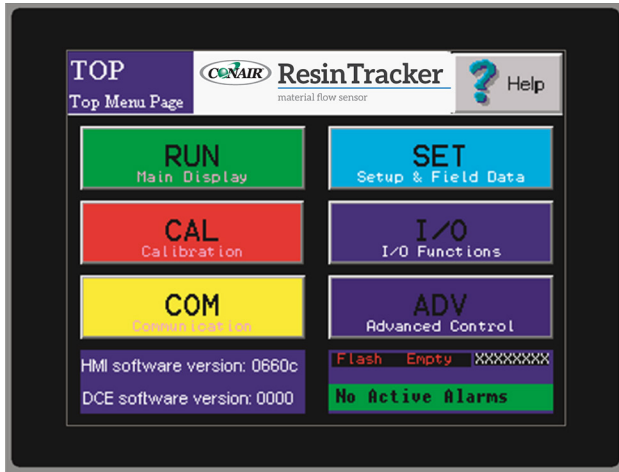 TOP
Top Menu Page
CONAIR
ResinTracker
material flow sensor
? Help
RUN
Main Display
SET
Setup & Field Data
CAL
Calibration
I/O
I/O Functions
COM
Communication
ADV
Advanced Control
HMI software version: 0660c
DCE software version: 0000
Flash Empty XXXXXXXX
No Active Alarms